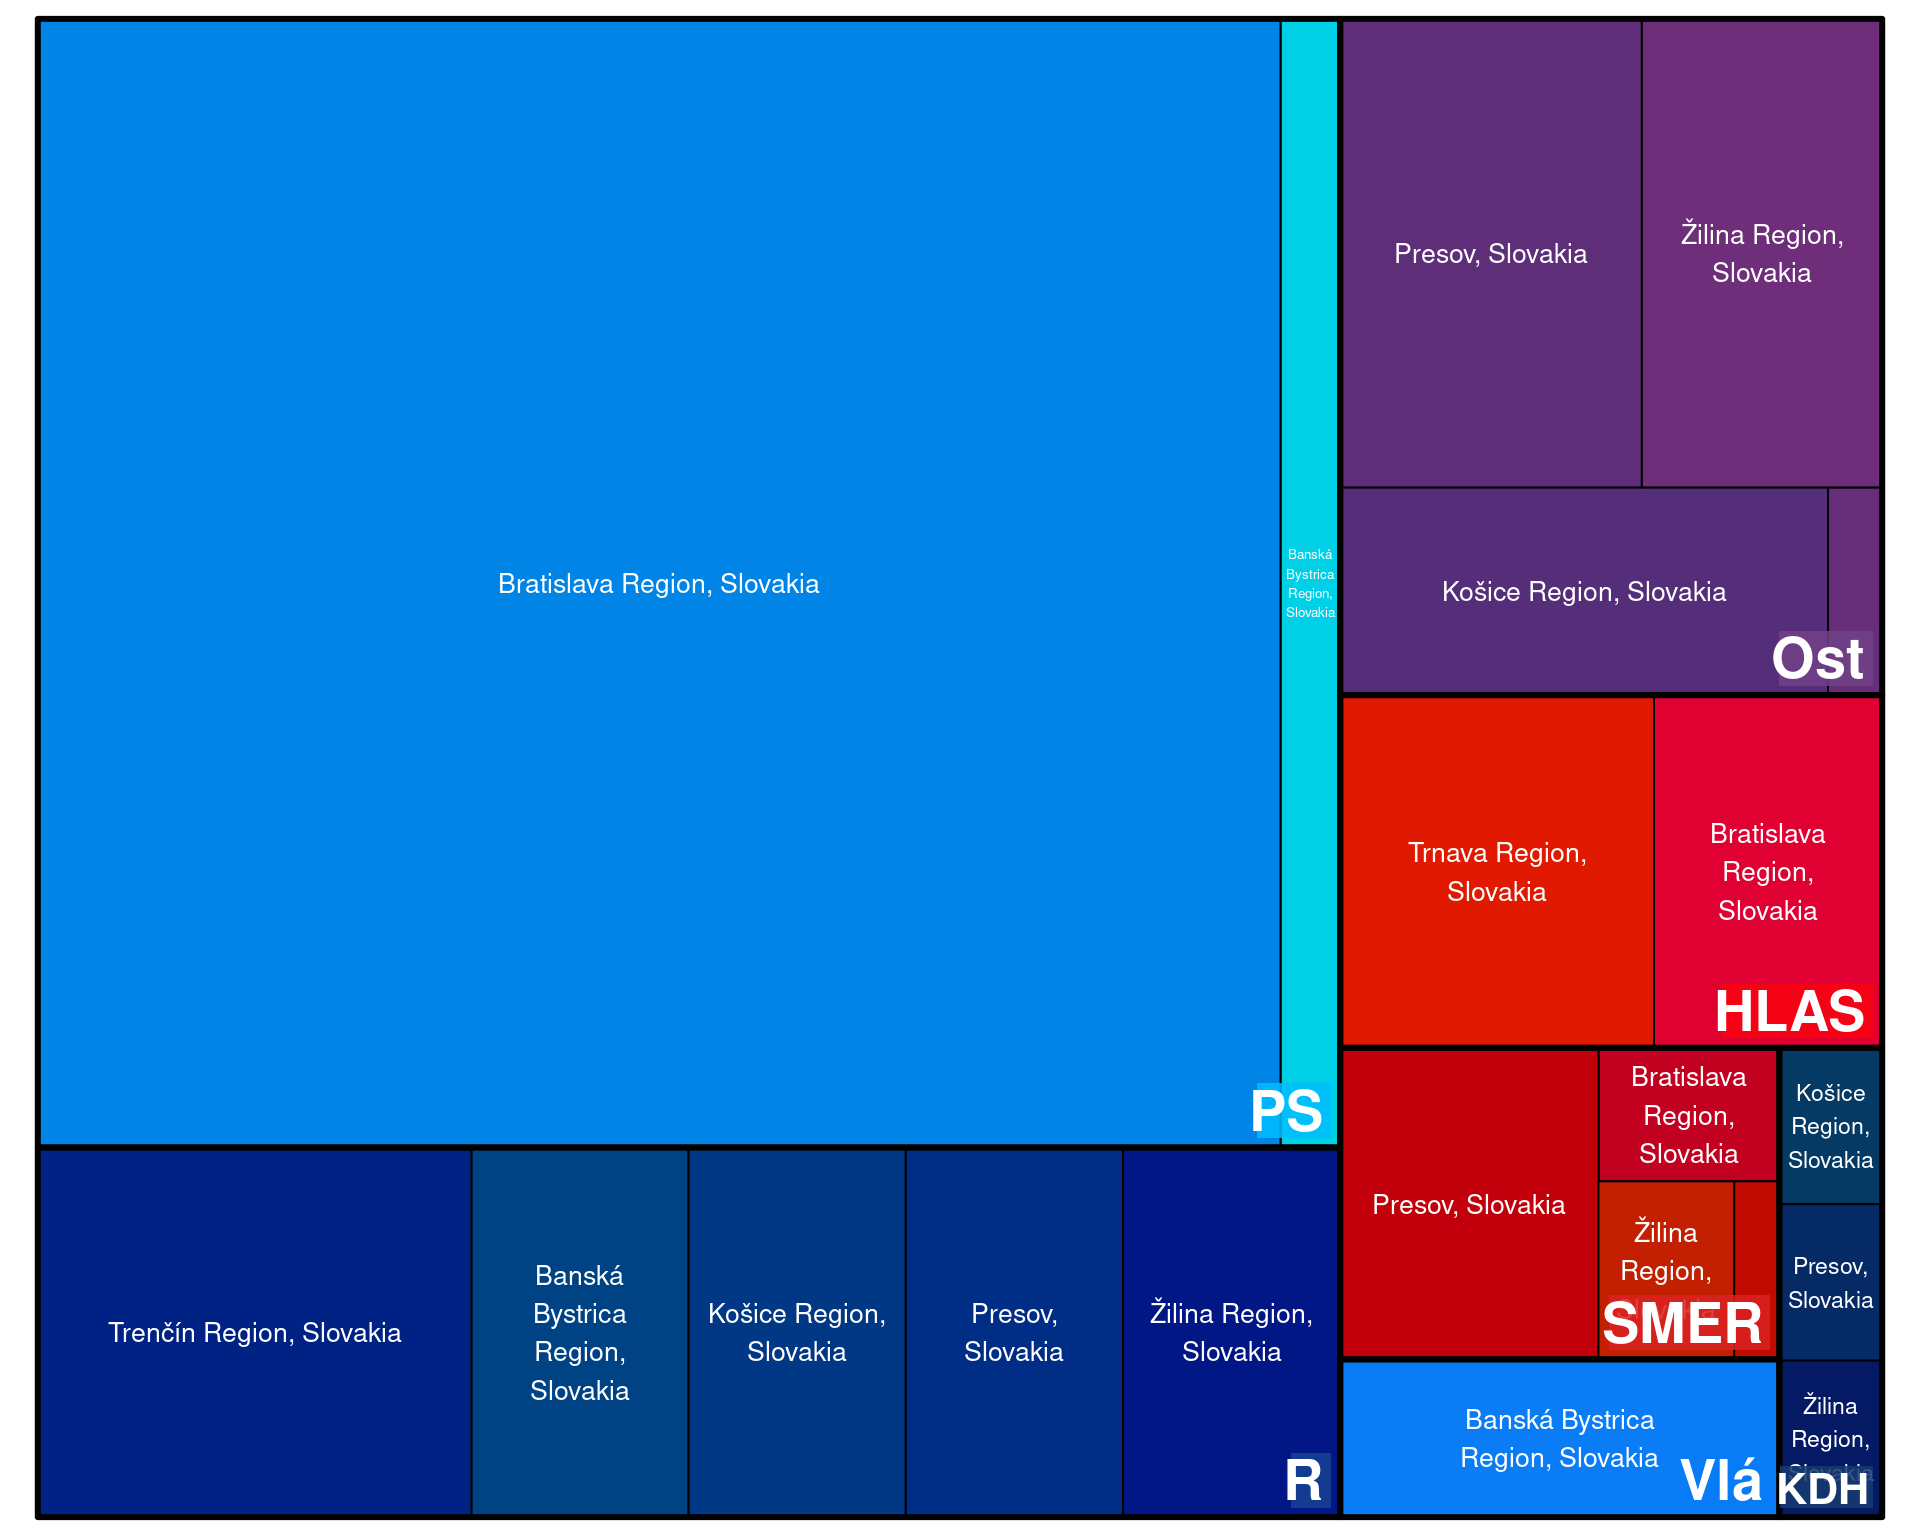 Bratislava Region, Slovakia
Banská
Bystrica
Region,
Slovakia
PS
Trenčín Region, Slovakia
Banská
Bystrica
Region,
Slovakia
Košice Region,
Slovakia
Presov,
Slovakia
Žilina Region,
Slovakia
R
Presov, Slovakia
Žilina Region,
Slovakia
Košice Region, Slovakia
Ost
Trnava Region,
Slovakia
Bratislava
Region,
Slovakia
HLAS
Presov, Slovakia
Bratislava
Region,
Slovakia
Žilina
Region,
SMER
Banská Bystrica
Region, Slovakia
Vlá
Košice
Region,
Slovakia
Presov,
Slovakia
Žilina
Region,
Slovakia
KDH